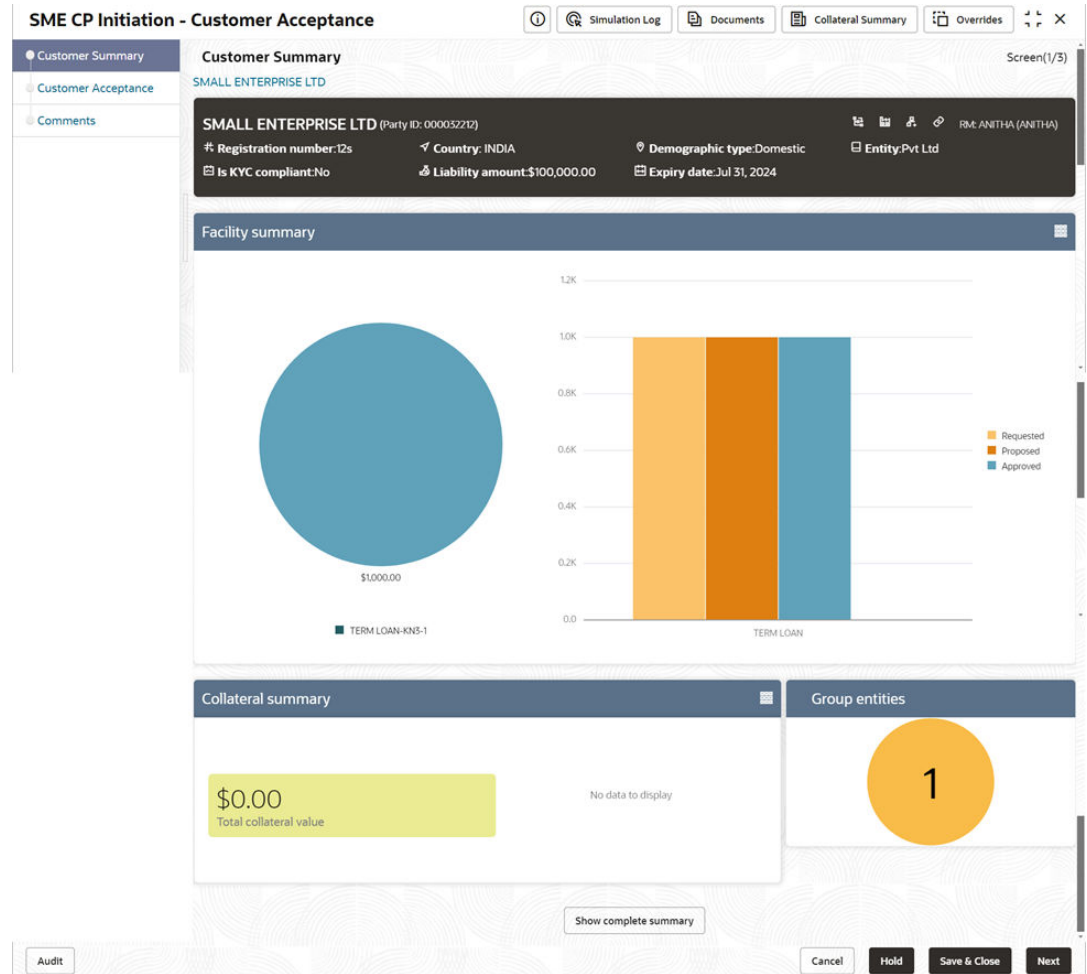 SME CP Initiation - Customer Acceptance
Simulation Log
Documents
Collateral Summary
Overrides
Customer Summary
Customer Acceptance
Comments
Customer Summary
Screen(1/3)
SMALL ENTERPRISE LTD
SMALL ENTERPRISE LTD (Party ID: 000032212)
RM: ANITHA (ANITHA)
Registration number:12s
Country: INDIA
Demographic type:Domestic
Entity:Pvt Ltd
Is KYC compliant:No
Liability amount:$100,000.00
Expiry date:Jul 31, 2024
Facility summary
$1,000.00
TERM LOAN-KN3-1
1.2K
1.0K
0.8K
0.6K
0.4K
0.2K
0.0
TERM LOAN
Requested
Proposed
Approved
Collateral summary
$0.00
Total collateral value
No data to display
Group entities
1
Show complete summary
Audit
Cancel
Hold
Save & Close
Next